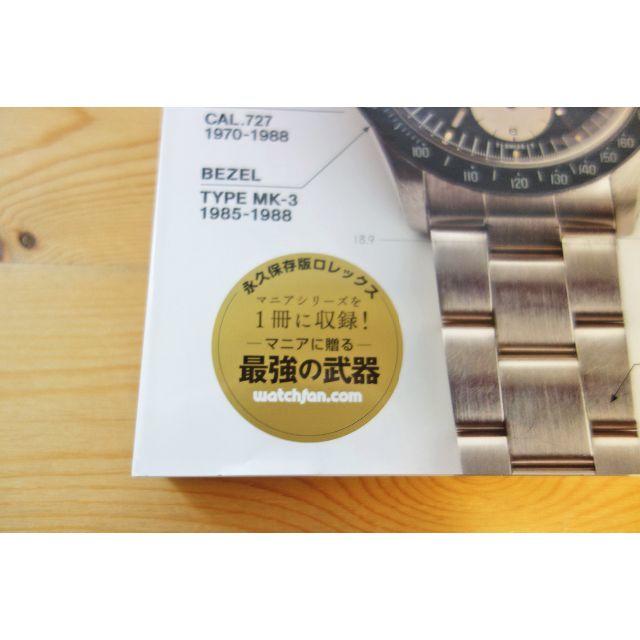 CAL.727
1970-1988
BEZEL
TYPE MK-3
1985-1988
18.9
永久保存版ロレックス
マニアシリーズを
1冊に収録!
マニアに贈る
最強の武器
watchfan.com
100
110
120
130
150
160